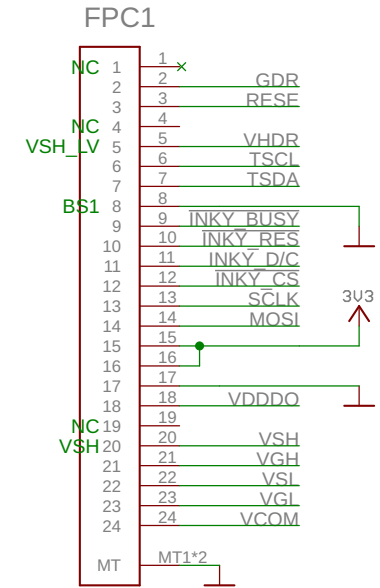 FPC1
NC 1 1
2 2 GDR
3 3 RESE
NC 4 4
VSH_LV 5 5 VHDR
6 6 TSCL
7 7 TSDA
BS1 8 8
9 9 INKY_BUSY
10 10 INKY_RES
11 11 INKY_D/C
12 12 INKY_CS
13 13 SCLK
3V3
14 14 MOSI
15 15
16 16
17 17
18 18 VDDDO
NC 19 19
VSH 20 20 VSH
21 21 VGH
22 22 VSL
23 23 VGL
24 24 VCOM
MT MT1*2